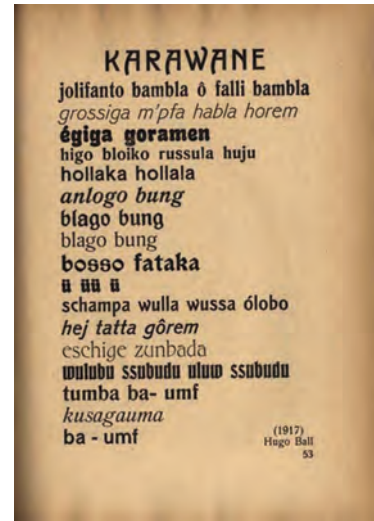 KARAWANE
jolifanto bambla ô falli bambla
grossiga m'pfa habla horem
égiga goramen
higo bloiko russula huju
hollaka hollala
anlogo bung
blago bung
blago bung
bosso fataka
ü üü ü
schampa wulla wussa ólobo
hej tatta gôrem
eschige zunbada
wulubu ssubudu uluw ssubudu
tumba ba- umf
kusagauma
ba - umf
(1917)
Hugo Ball
53